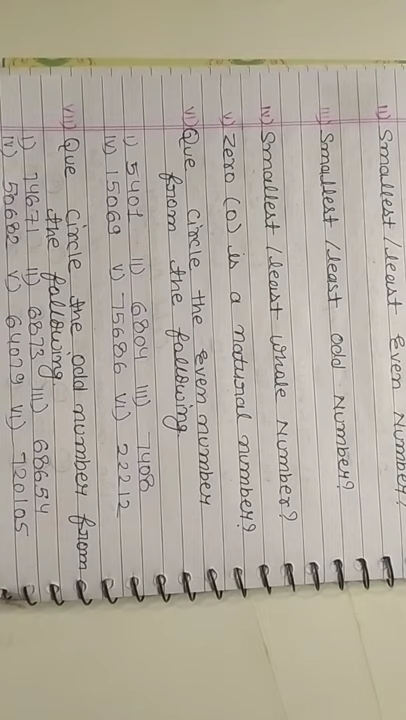 ii) Smallest / least Even Number?
iii) Smallest / least odd Number?
iv) Smallest / least whole Number?
v) Zero (0) is a natural number?
vi) Que circle the Even number
from the following.
i) 5401 ii) 6804 iii) 7408
iv) 15069 v) 75686 vi) 22212
vii) Que circle the odd number from
the following.
i) 74671 ii) 6873 iii) 68654
iv) 50682 v) 64079 vi) 720105